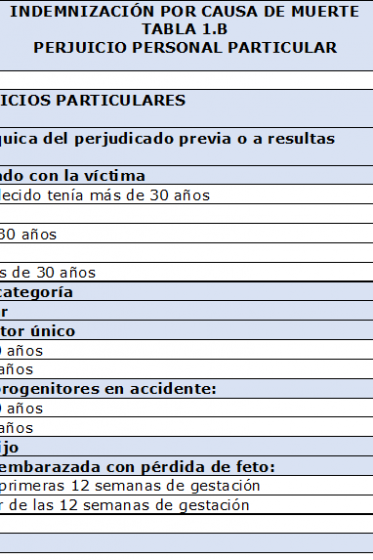 INDEMNIZACIÓN POR CAUSA DE MUERTE
TABLA 1.B
PERJUICIO PERSONAL PARTICULAR
ICIOS PARTICULARES
quica del perjudicado previa o a resultas
ado con la víctima
lecido tenía más de 30 años
30 años
s de 30 años
categoría
r
tor único
0 años
años
progenitores en accidente:
0 años
años
ijo
embarazada con pérdida de feto:
primeras 12 semanas de gestación
r de las 12 semanas de gestación